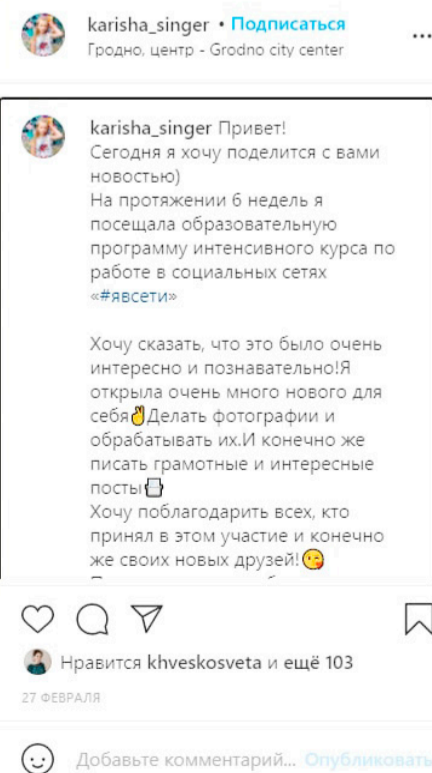 karisha_singer • Подписаться
Гродно, центр - Grodno city center
karisha_singer Привет!
Сегодня я хочу поделится с вами
новостью)
На протяжении 6 недель я
посещала образовательную
программу интенсивного курса по
работе в социальных сетях
«#явсети»
Хочу сказать, что это было очень
интересно и познавательно!Я
открыла очень много нового для
себя✌Делать фотографии и
обрабатывать их.И конечно же
писать грамотные и интересные
посты
Хочу поблагодарить всех, кто
принял в этом участие и конечно
же своих новых друзей!😘
Нравится khveskosveta и ещё 103
27 ФЕВРАЛЯ
Добавьте комментарий... Опубликовать